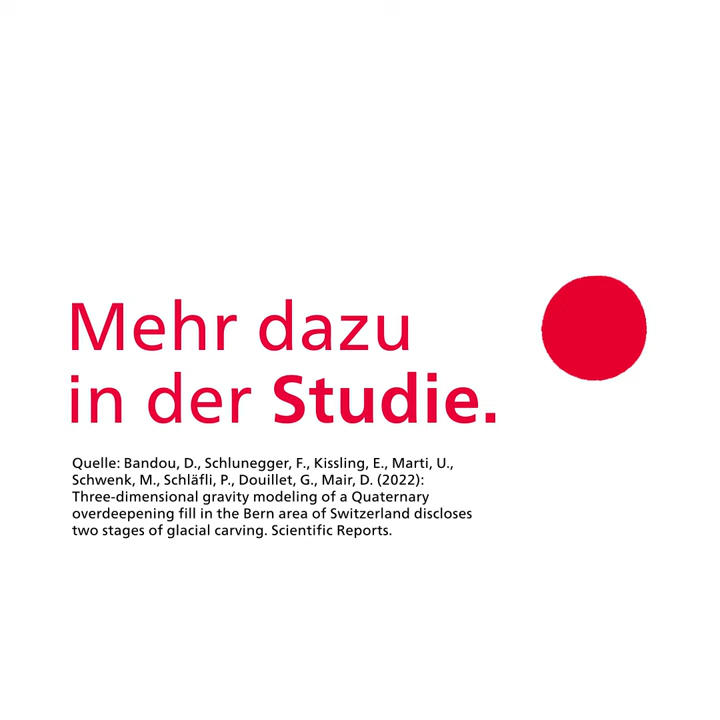 Mehr dazu
in der Studie.
Quelle: Bandou, D., Schlunegger, F., Kissling, E., Marti, U.,
Schwenk, M., Schläfli, P., Douillet, G., Mair, D. (2022):
Three-dimensional gravity modeling of a Quaternary
overdeepening fill in the Bern area of Switzerland discloses
two stages of glacial carving. Scientific Reports.